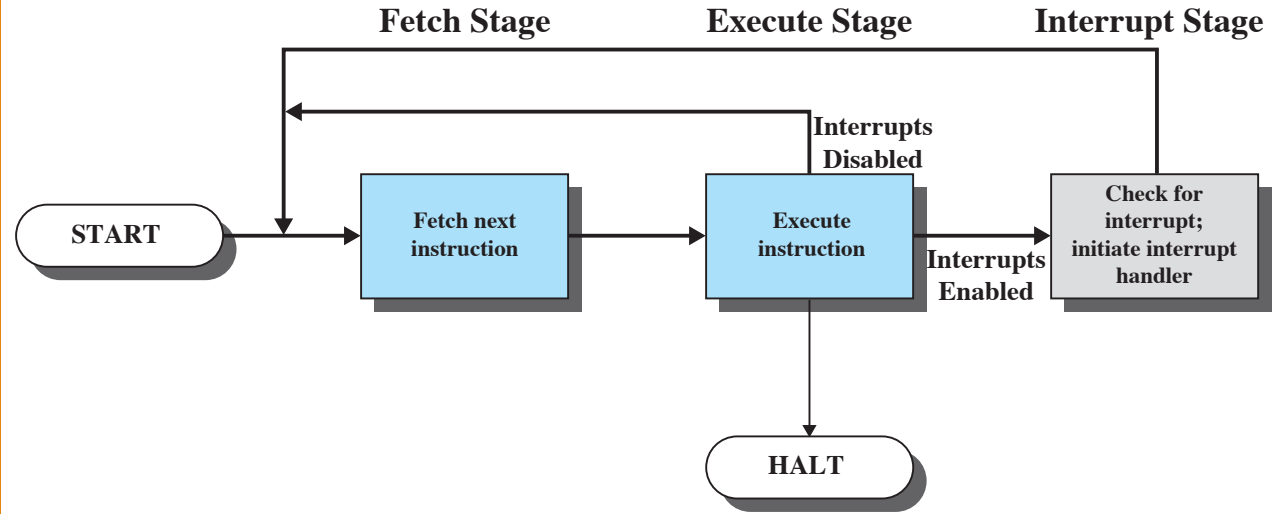 Fetch Stage
Execute Stage
Interrupt Stage
Interrupts
Disabled
START
Fetch next
instruction
Execute
instruction
Interrupts
Enabled
Check for
interrupt;
initiate interrupt
handler
HALT